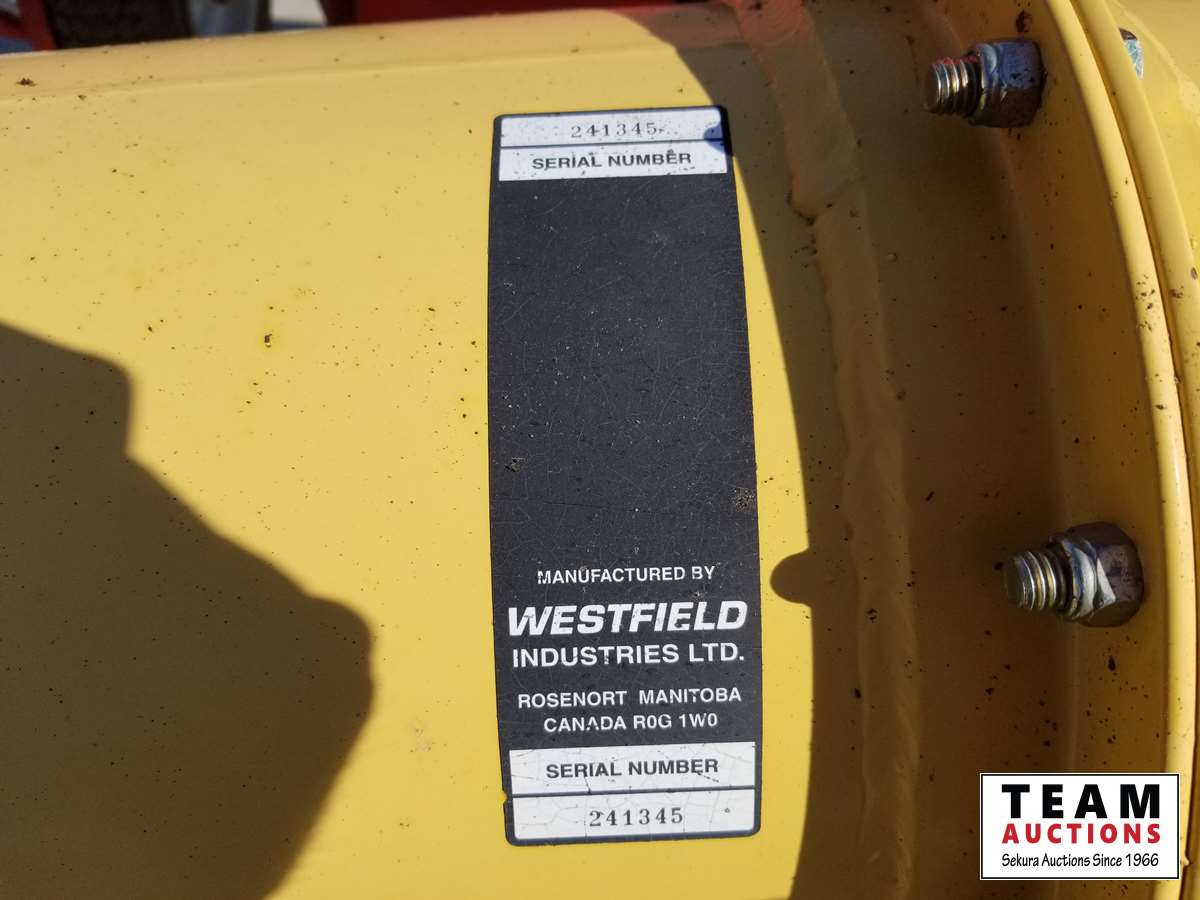 241345
SERIAL NUMBER
MANUFACTURED BY
WESTFIELD
INDUSTRIES LTD.
ROSENORT MANITOBA
CANADA R0G 1W0
SERIAL NUMBER
241345
TEAM
AUCTIONS
Sekura Auctions Since 1966